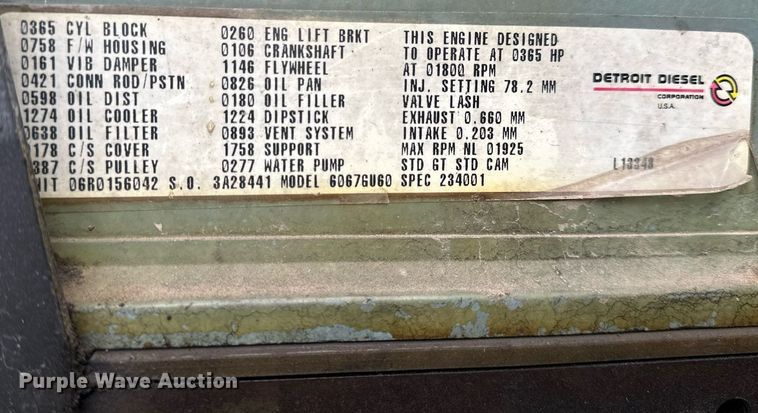 0365 CYL BLOCK 0260 ENG LIFT BRKT THIS ENGINE DESIGNED
0758 F/W HOUSING 0106 CRANKSHAFT TO OPERATE AT 0365 HP
0161 VIB DAMPER 1146 FLYWHEEL AT 01800 RPM
0421 CONN ROD/PSTN 0826 OIL PAN INJ. SETTING 78.2 MM
0598 OIL DIST 0180 OIL FILLER VALVE LASH
1274 OIL COOLER 1224 DIPSTICK EXHAUST 0.660 MM
0638 OIL FILTER 0893 VENT SYSTEM INTAKE 0.203 MM
1178 C/S COVER 1758 SUPPORT MAX RPM NL 01925
387 C/S PULLEY 0277 WATER PUMP STD GT STD CAM
NIT 06R0156042 S.O. 3A28441 MODEL 6067GU60 SPEC 234001
DETROIT DIESEL
CORPORATION
U.S.A.
L13348
Purple Wave Auction